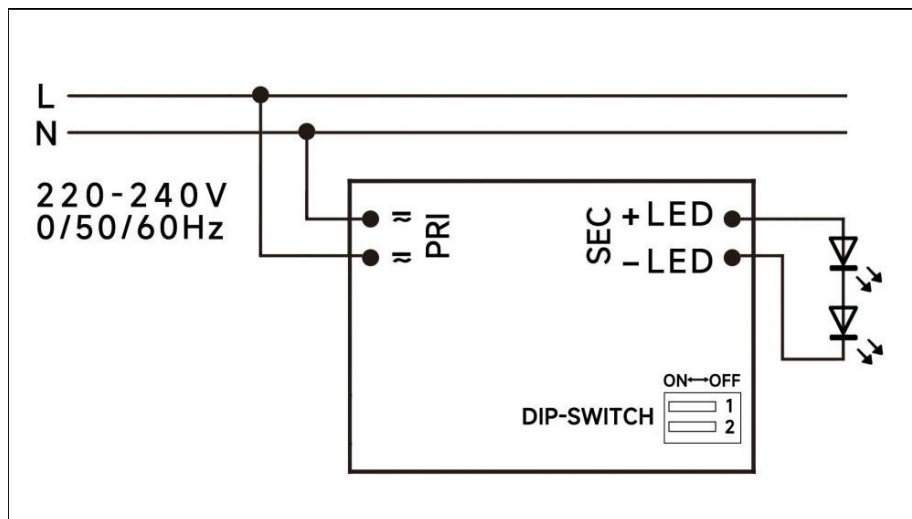 L
N
220-240V
0/50/60Hz
PRI
SEC
+LED
−LED
ON↔OFF
DIP-SWITCH
1
2